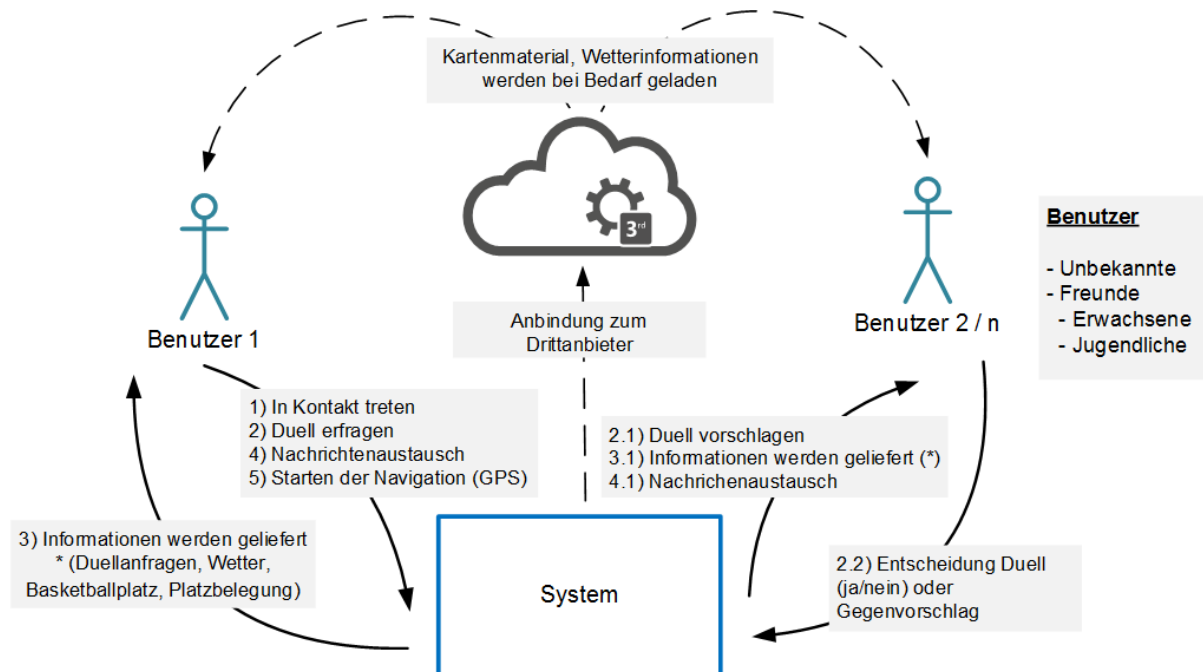 Kartenmaterial, Wetterinformationen
werden bei Bedarf geladen
3rd
Benutzer 1
Anbindung zum
Drittanbieter
Benutzer 2 / n
Benutzer
- Unbekannte
- Freunde
- Erwachsene
- Jugendliche
1) In Kontakt treten
2) Duell erfragen
4) Nachrichtenaustausch
5) Starten der Navigation (GPS)
2.1) Duell vorschlagen
3.1) Informationen werden geliefert (*)
4.1) Nachrichenaustausch
3) Informationen werden geliefert
* (Duellanfragen, Wetter,
Basketballplatz, Platzbelegung)
System
2.2) Entscheidung Duell
(ja/nein) oder
Gegenvorschlag